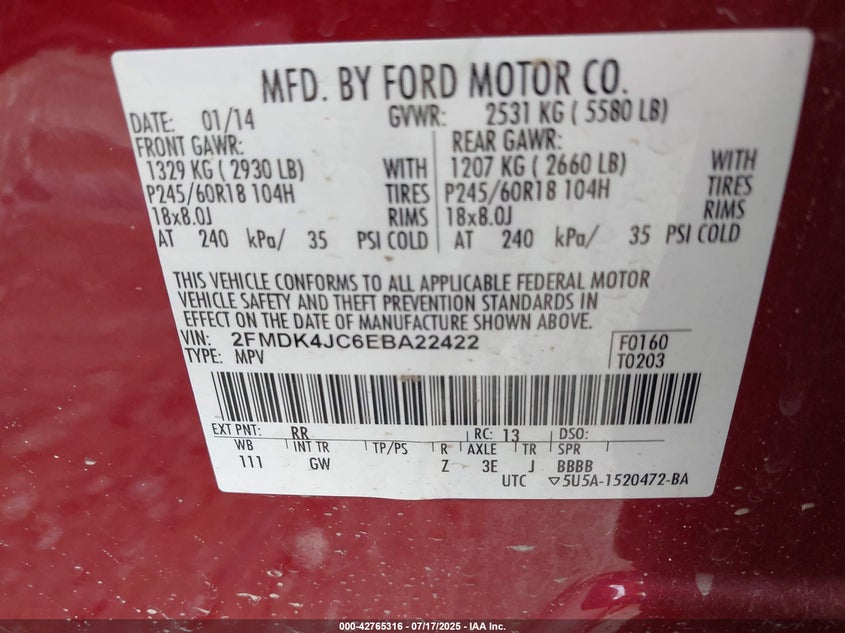 MFD. BY FORD MOTOR CO.
DATE: 01/14 GVWR: 2531 KG ( 5580 LB)
FRONT GAWR: REAR GAWR:
1329 KG ( 2930 LB) WITH 1207 KG ( 2660 LB) WITH
P245/60R18 104H TIRES P245/60R18 104H TIRES
18x8.0J RIMS 18x8.0J RIMS
AT 240 kPa/ 35 PSI COLD AT 240 kPa/ 35 PSI COLD
THIS VEHICLE CONFORMS TO ALL APPLICABLE FEDERAL MOTOR
VEHICLE SAFETY AND THEFT PREVENTION STANDARDS IN
EFFECT ON THE DATE OF MANUFACTURE SHOWN ABOVE.
VIN: 2FMDK4JC6EBA22422 F0160
TYPE: MPV T0203
EXT PNT: RR RC: 13 DSO:
WB INT TR TP/PS R AXLE TR SPR
111 GW Z 3E J BBBB
UTC ▽5U5A-1520472-BA
000-42765316 - 07/17/2025 - IAA Inc.